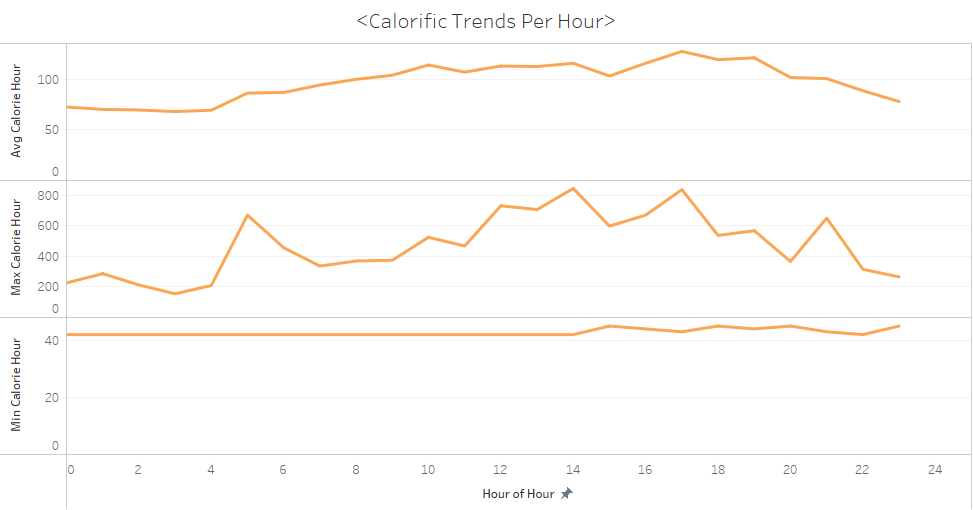 <Calorific Trends Per Hour>
Avg Calorie Hour
100
50
0
Max Calorie Hour
800
600
400
200
0
Min Calorie Hour
40
20
0
0 2 4 6 8 10 12 14 16 18 20 22 24
Hour of Hour